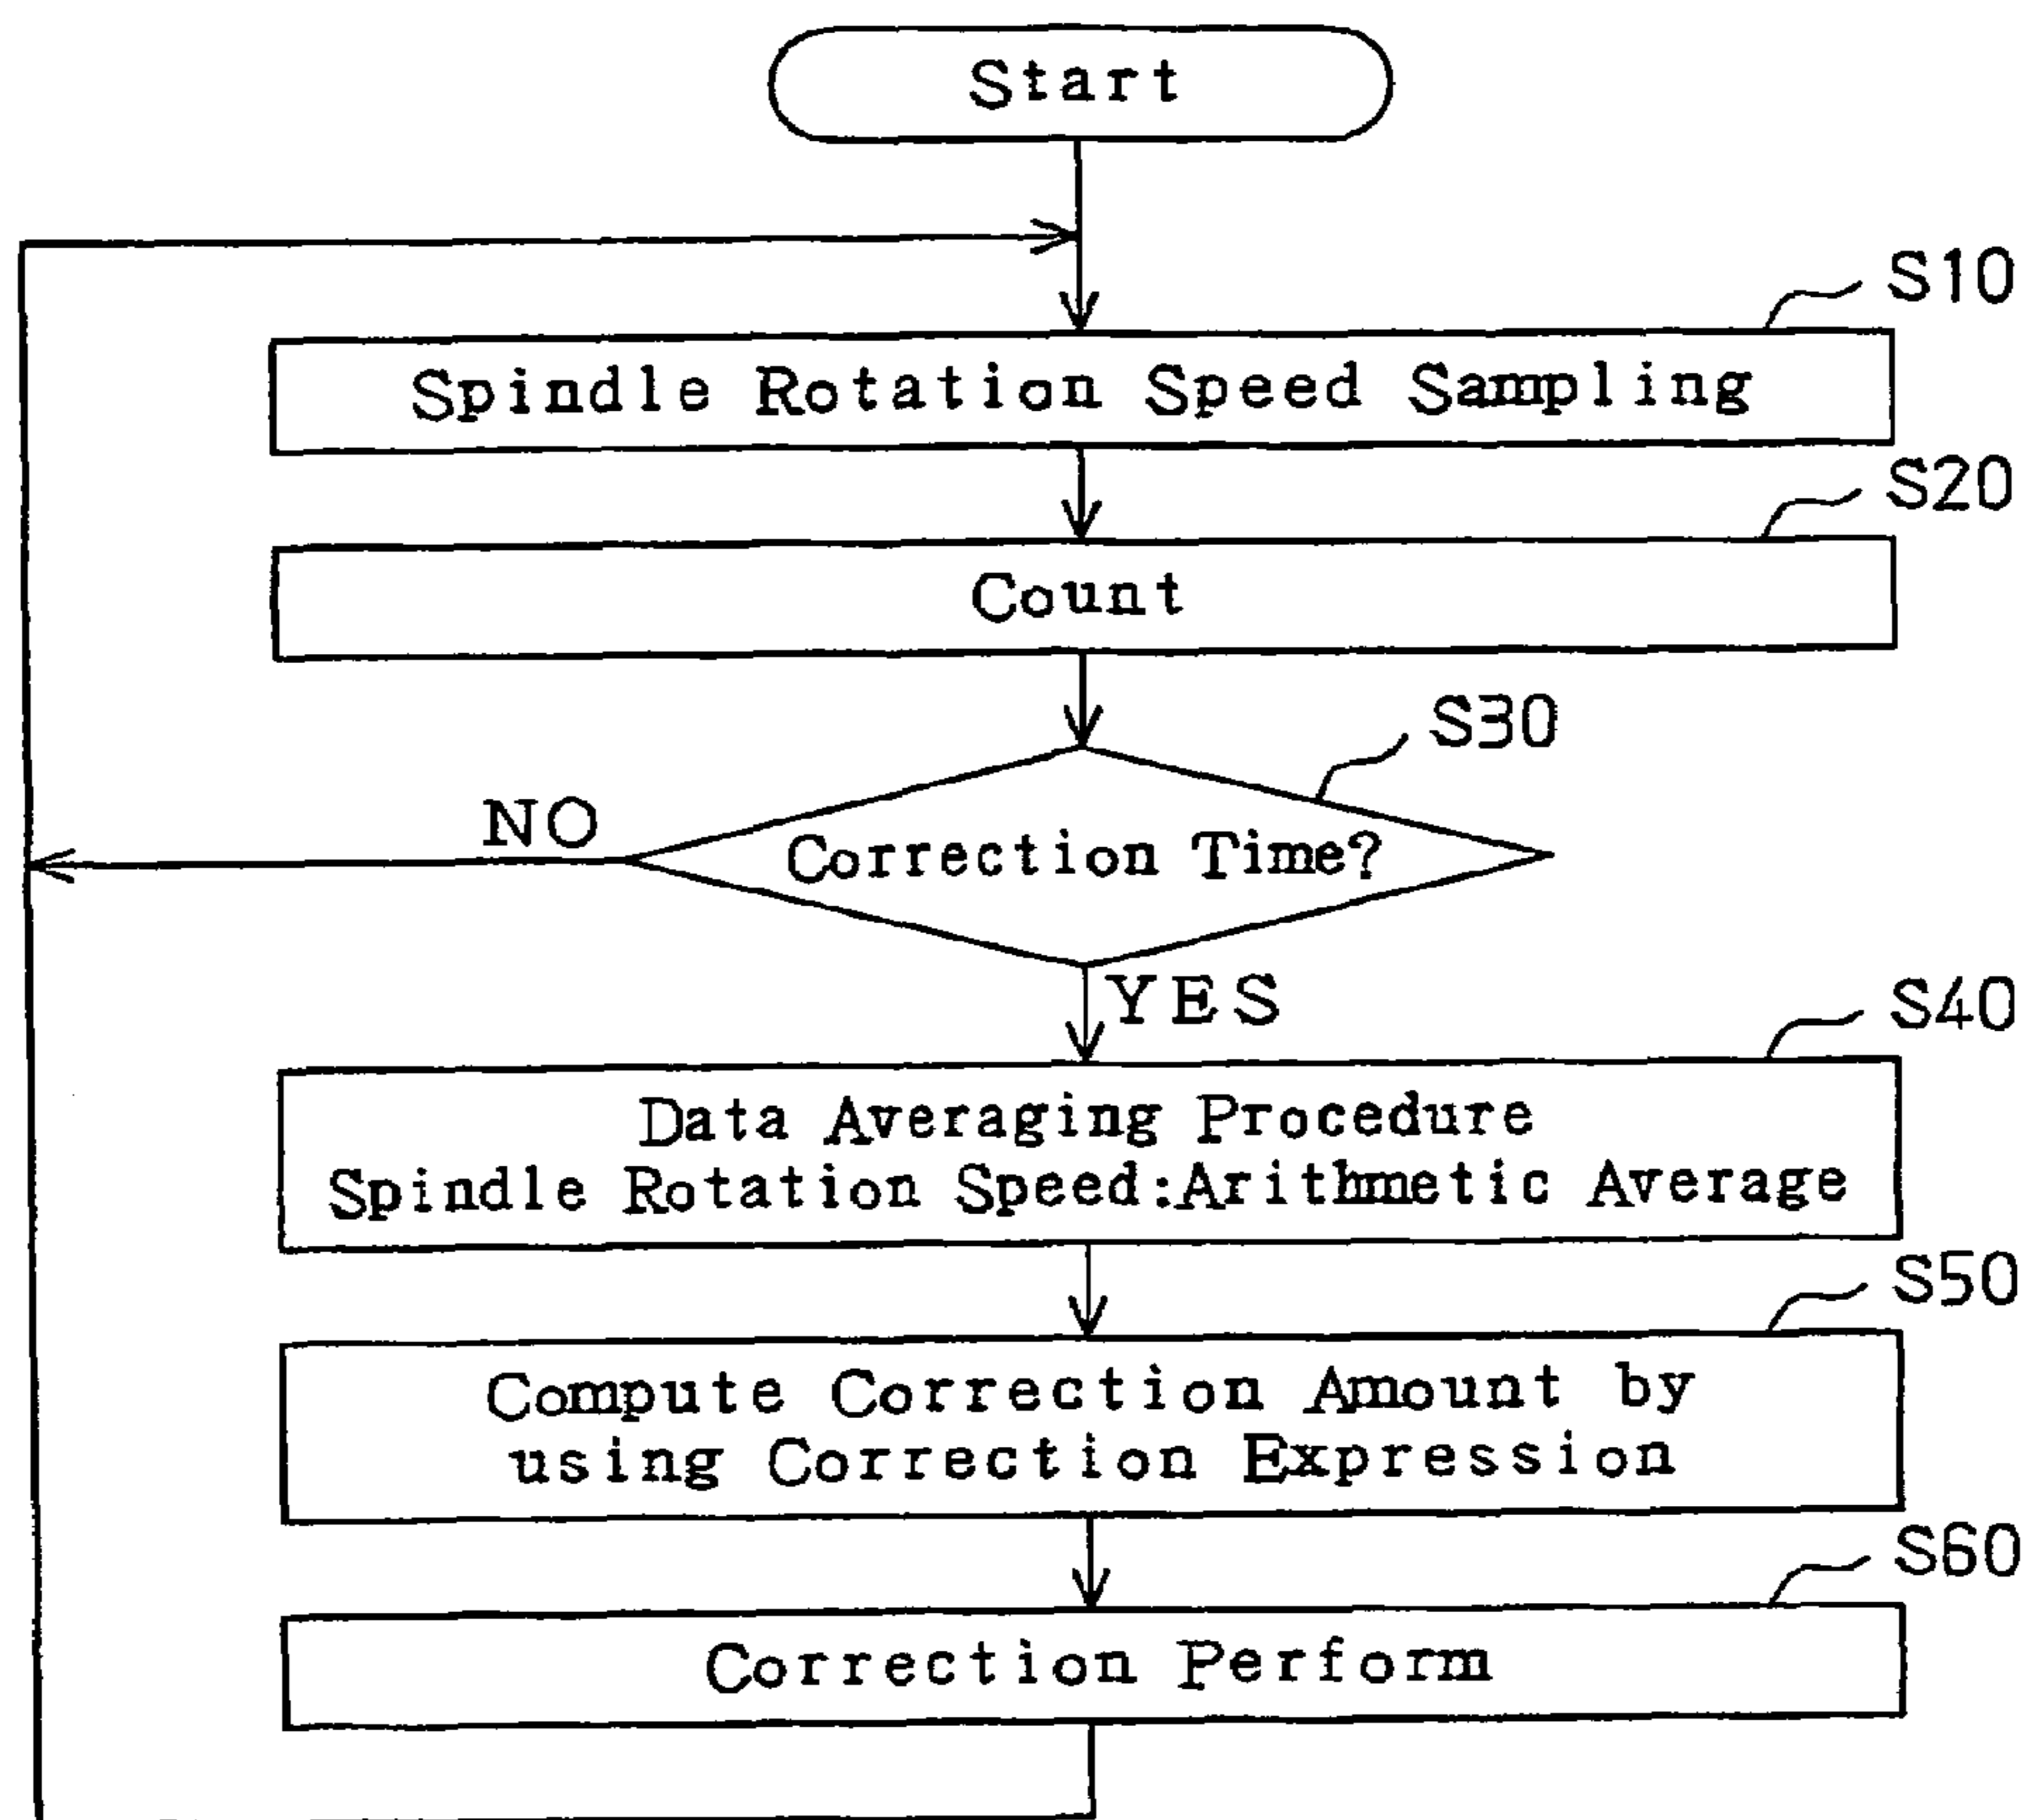 Start
S10
Spindle Rotation Speed Sampling
S20
Count
S30
NO
Correction Time?
YES
S40
Data Averaging Procedure
Spindle Rotation Speed:Arithmetic Average
S50
Compute Correction Amount by
using Correction Expression
S60
Correction Perform